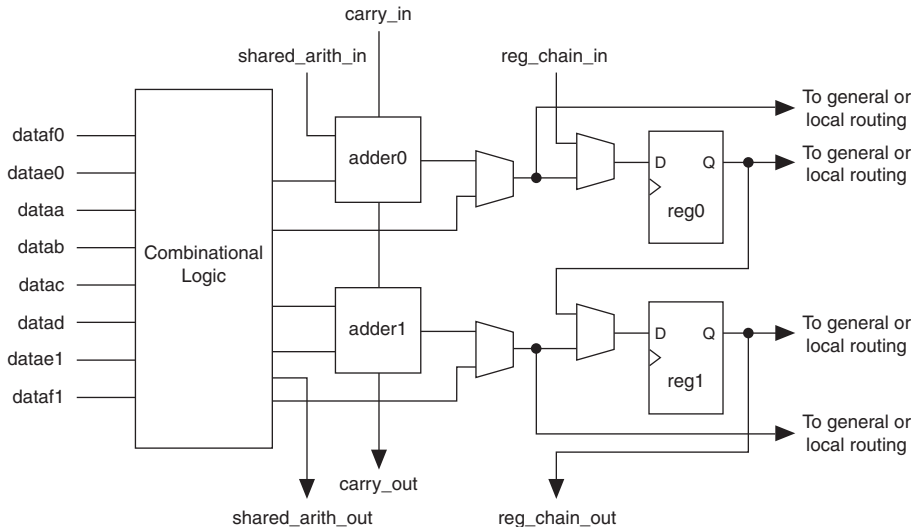 carry_in
shared_arith_in
reg_chain_in
To general or
local routing
dataf0
adder0
D Q
To general or
local routing
datae0
reg0
dataa
datab
Combinational
Logic
datac
datad
adder1
D Q
To general or
local routing
datae1
reg1
dataf1
To general or
local routing
carry_out
shared_arith_out
reg_chain_out